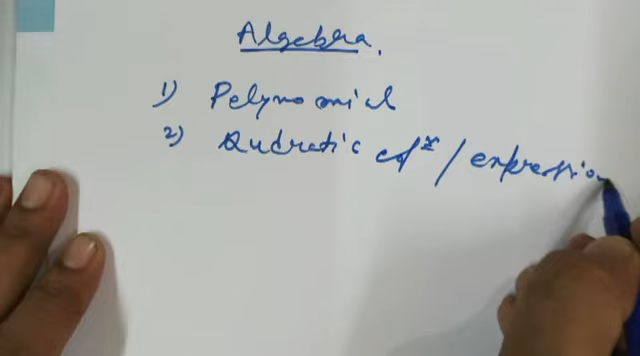 Algebra.
1) Polynomial
2) Quadratic eqⁿ / expression